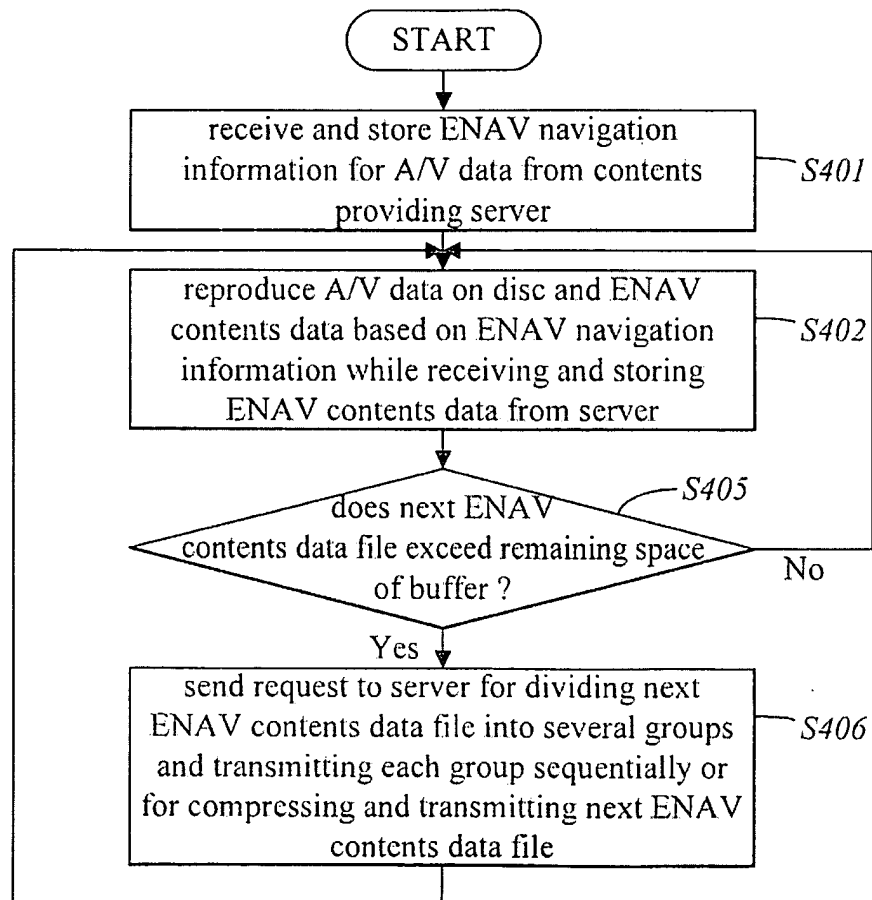 START
receive and store ENAV navigation
information for A/V data from contents
providing server
S401
reproduce A/V data on disc and ENAV
contents data based on ENAV navigation
information while receiving and storing
ENAV contents data from server
S402
S405
does next ENAV
contents data file exceed remaining space
of buffer ?
No
Yes
send request to server for dividing next
ENAV contents data file into several groups
and transmitting each group sequentially or
for compressing and transmitting next ENAV
contents data file
S406